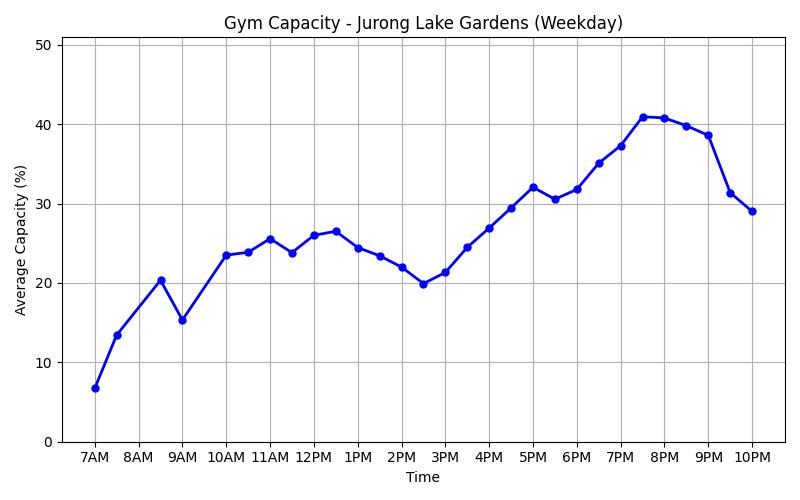 Gym Capacity - Jurong Lake Gardens (Weekday)
50
40
30
20
10
0
Average Capacity (%)
7AM 8AM 9AM 10AM 11AM 12PM 1PM 2PM 3PM 4PM 5PM 6PM 7PM 8PM 9PM 10PM
Time